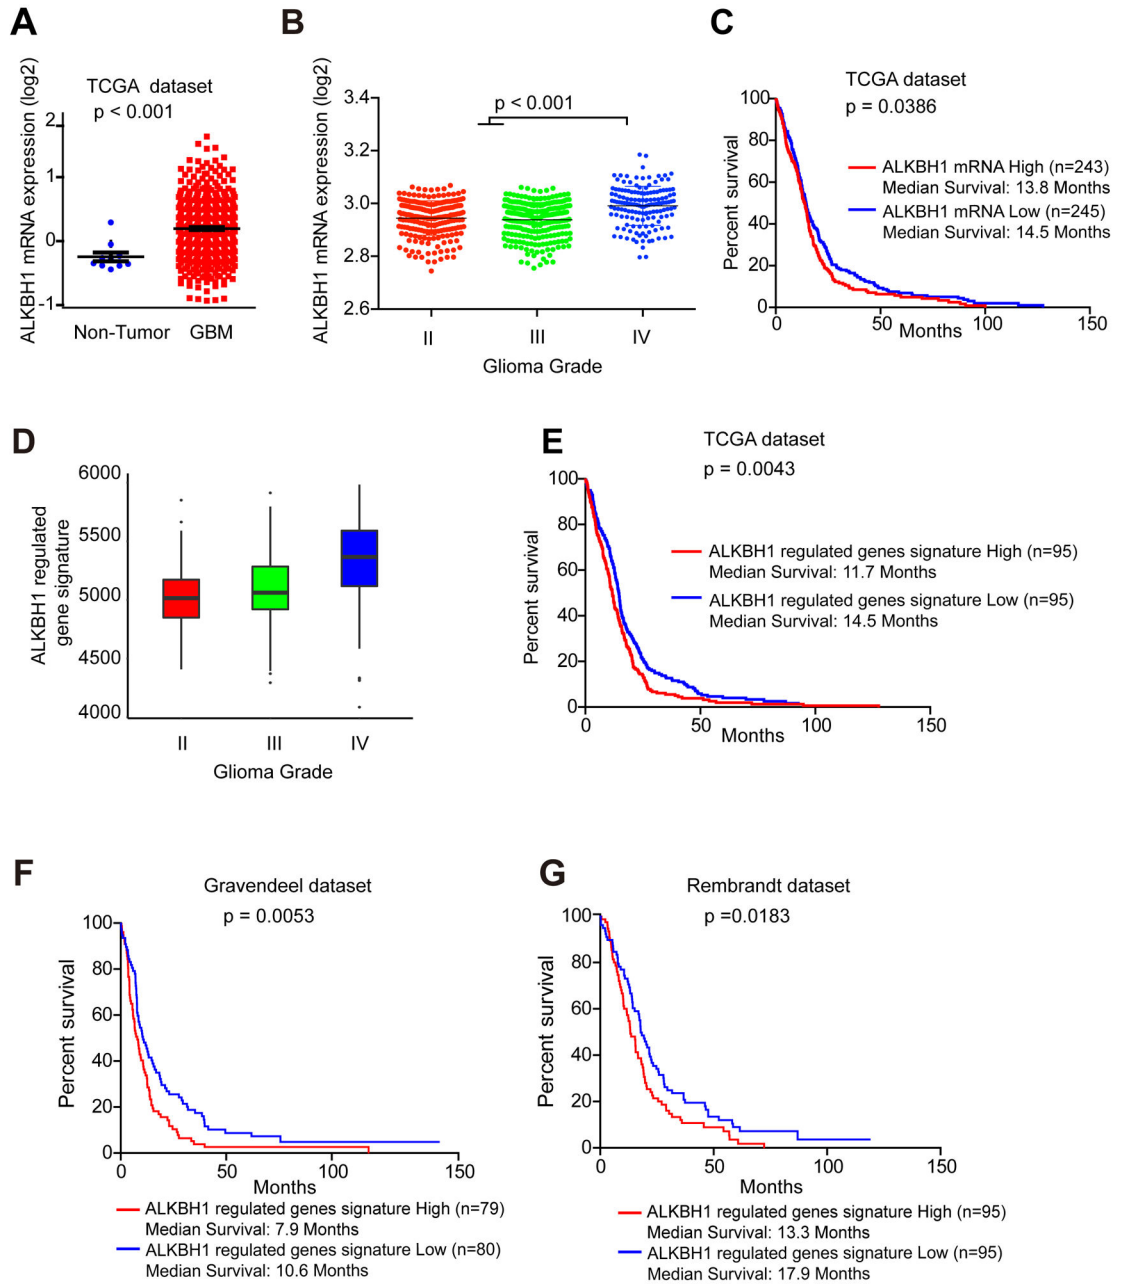 A
TCGA dataset
p < 0.001
ALKBH1 mRNA expression (log2)
2
1
0
-1
Non-Tumor
GBM
B
p < 0.001
ALKBH1 mRNA expression (log2)
3.4
3.2
3.0
2.8
2.6
II
III
IV
Glioma Grade
C
TCGA dataset
p = 0.0386
Percent survival
100
80
60
40
20
0
0
50
100
150
Months
ALKBH1 mRNA High (n=243)
Median Survival: 13.8 Months
ALKBH1 mRNA Low (n=245)
Median Survival: 14.5 Months
D
ALKBH1 regulated
gene signature
6000
5500
5000
4500
4000
II
III
IV
Glioma Grade
E
TCGA dataset
p = 0.0043
Percent survival
100
80
60
40
20
0
0
50
100
150
Months
ALKBH1 regulated genes signature High (n=95)
Median Survival: 11.7 Months
ALKBH1 regulated genes signature Low (n=95)
Median Survival: 14.5 Months
F
Gravendeel dataset
p = 0.0053
Percent survival
100
80
60
40
20
0
0
50
100
150
Months
ALKBH1 regulated genes signature High (n=79)
Median Survival: 7.9 Months
ALKBH1 regulated genes signature Low (n=80)
Median Survival: 10.6 Months
G
Rembrandt dataset
p =0.0183
Percent survival
100
80
60
40
20
0
0
50
100
150
Months
ALKBH1 regulated genes signature High (n=95)
Median Survival: 13.3 Months
ALKBH1 regulated genes signature Low (n=95)
Median Survival: 17.9 Months